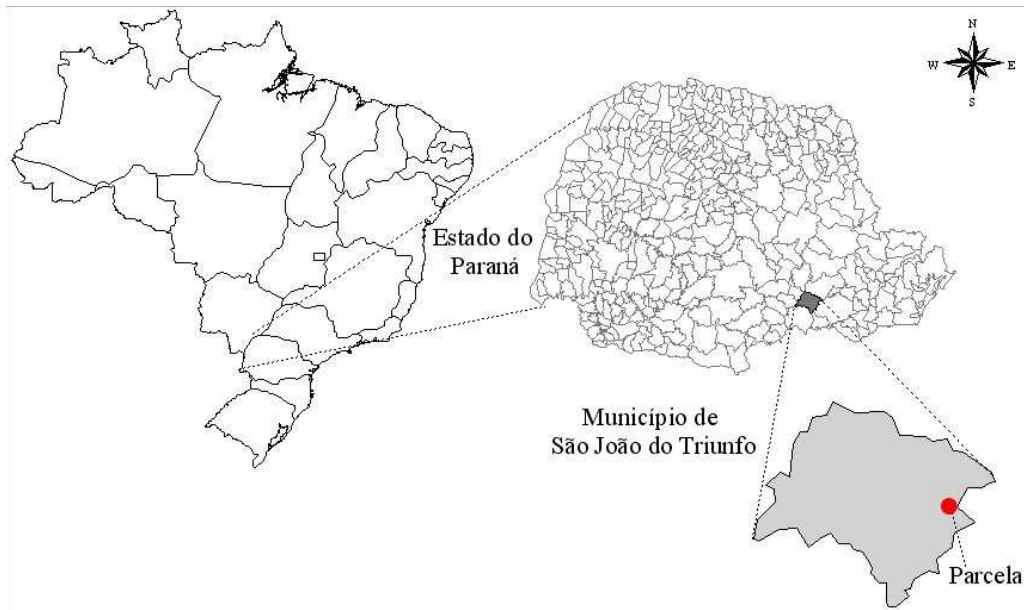 N
W E
S
Estado do
Paraná
Município de
São João do Triunfo
Parcela